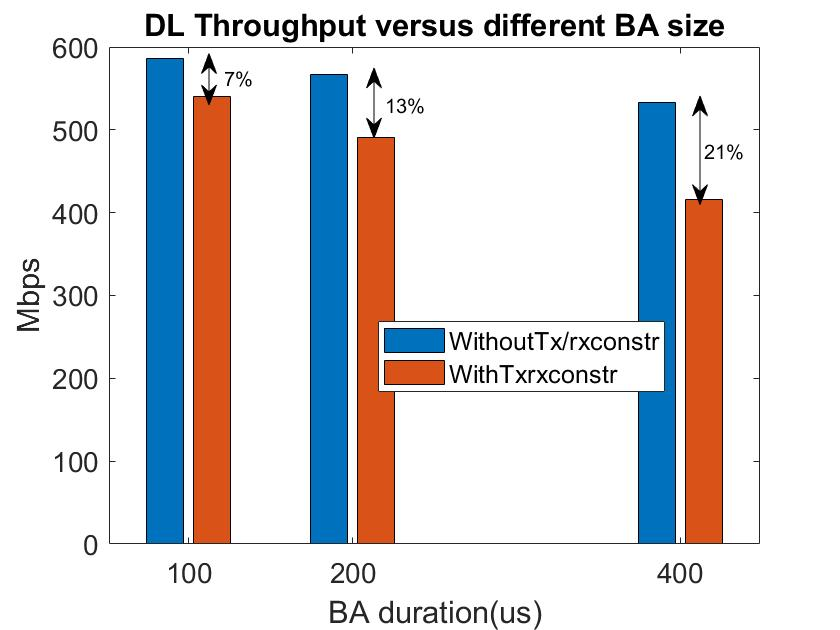 DL Throughput versus different BA size
600
500
400
300
200
100
0
Mbps
7%
13%
21%
WithoutTx/rxconstr
WithTxrxconstr
100
200
400
BA duration(us)